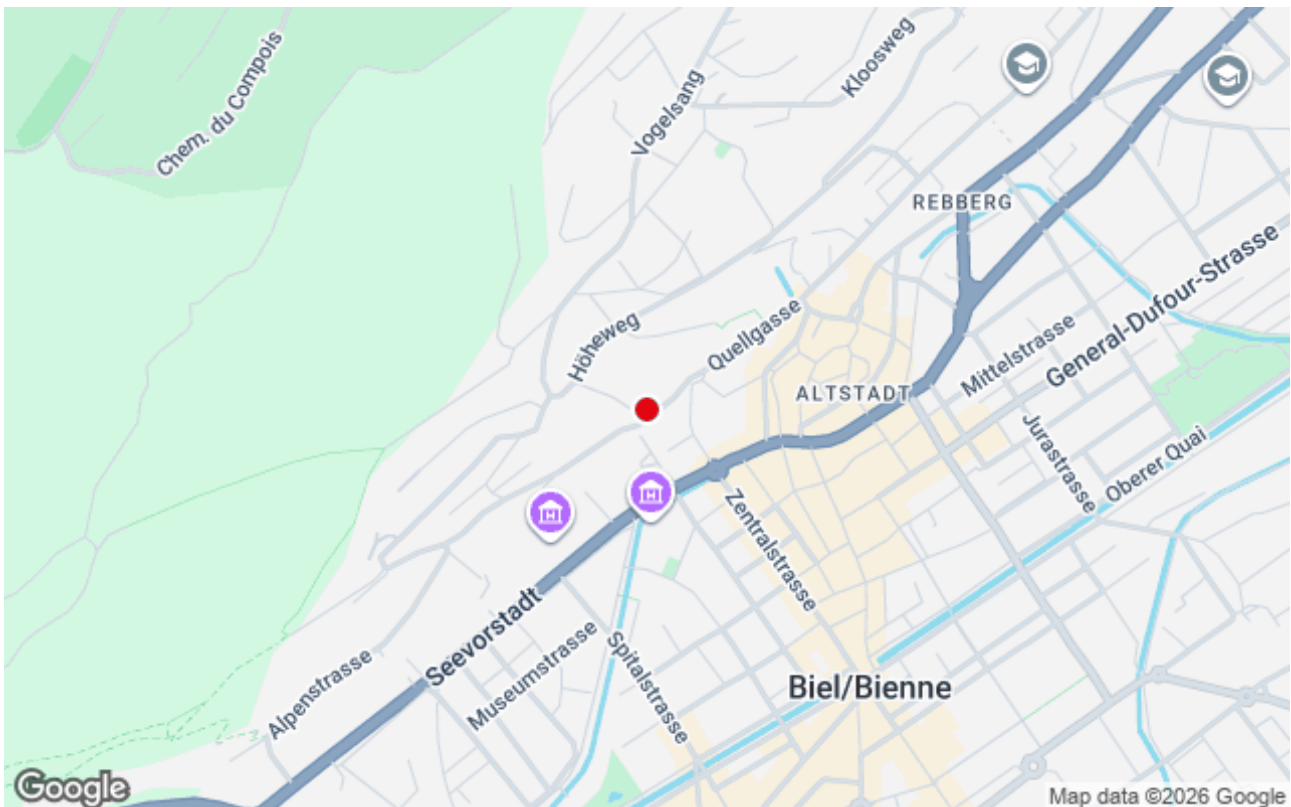 Chem. du Compois
Vogelsang
Kloosweg
REBBERG
General-Dufour-Strasse
Höheweg
Quellgasse
Mittelstrasse
ALTSTADT
Jurastrasse
Oberer Quai
Zentralstrasse
Seevorstadt
Museumstrasse
Spitalstrasse
Alpenstrasse
Biel/Bienne
Google
Map data ©2026 Google